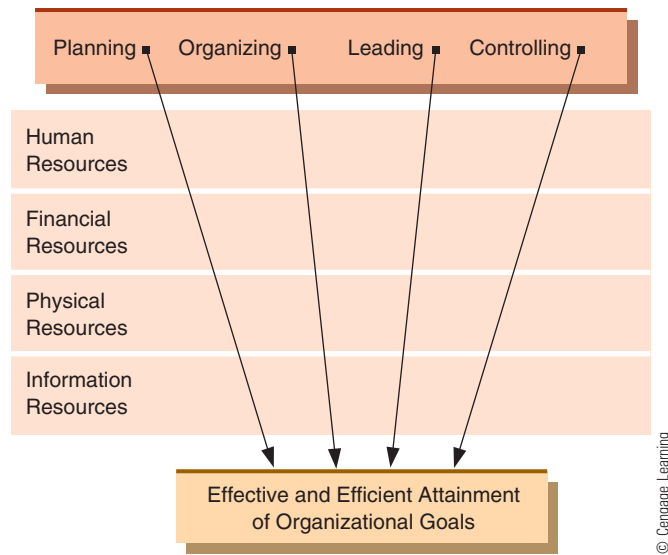 Planning Organizing Leading Controlling
Human
Resources
Financial
Resources
Physical
Resources
Information
Resources
Effective and Efficient Attainment
of Organizational Goals
© Cengage Learning